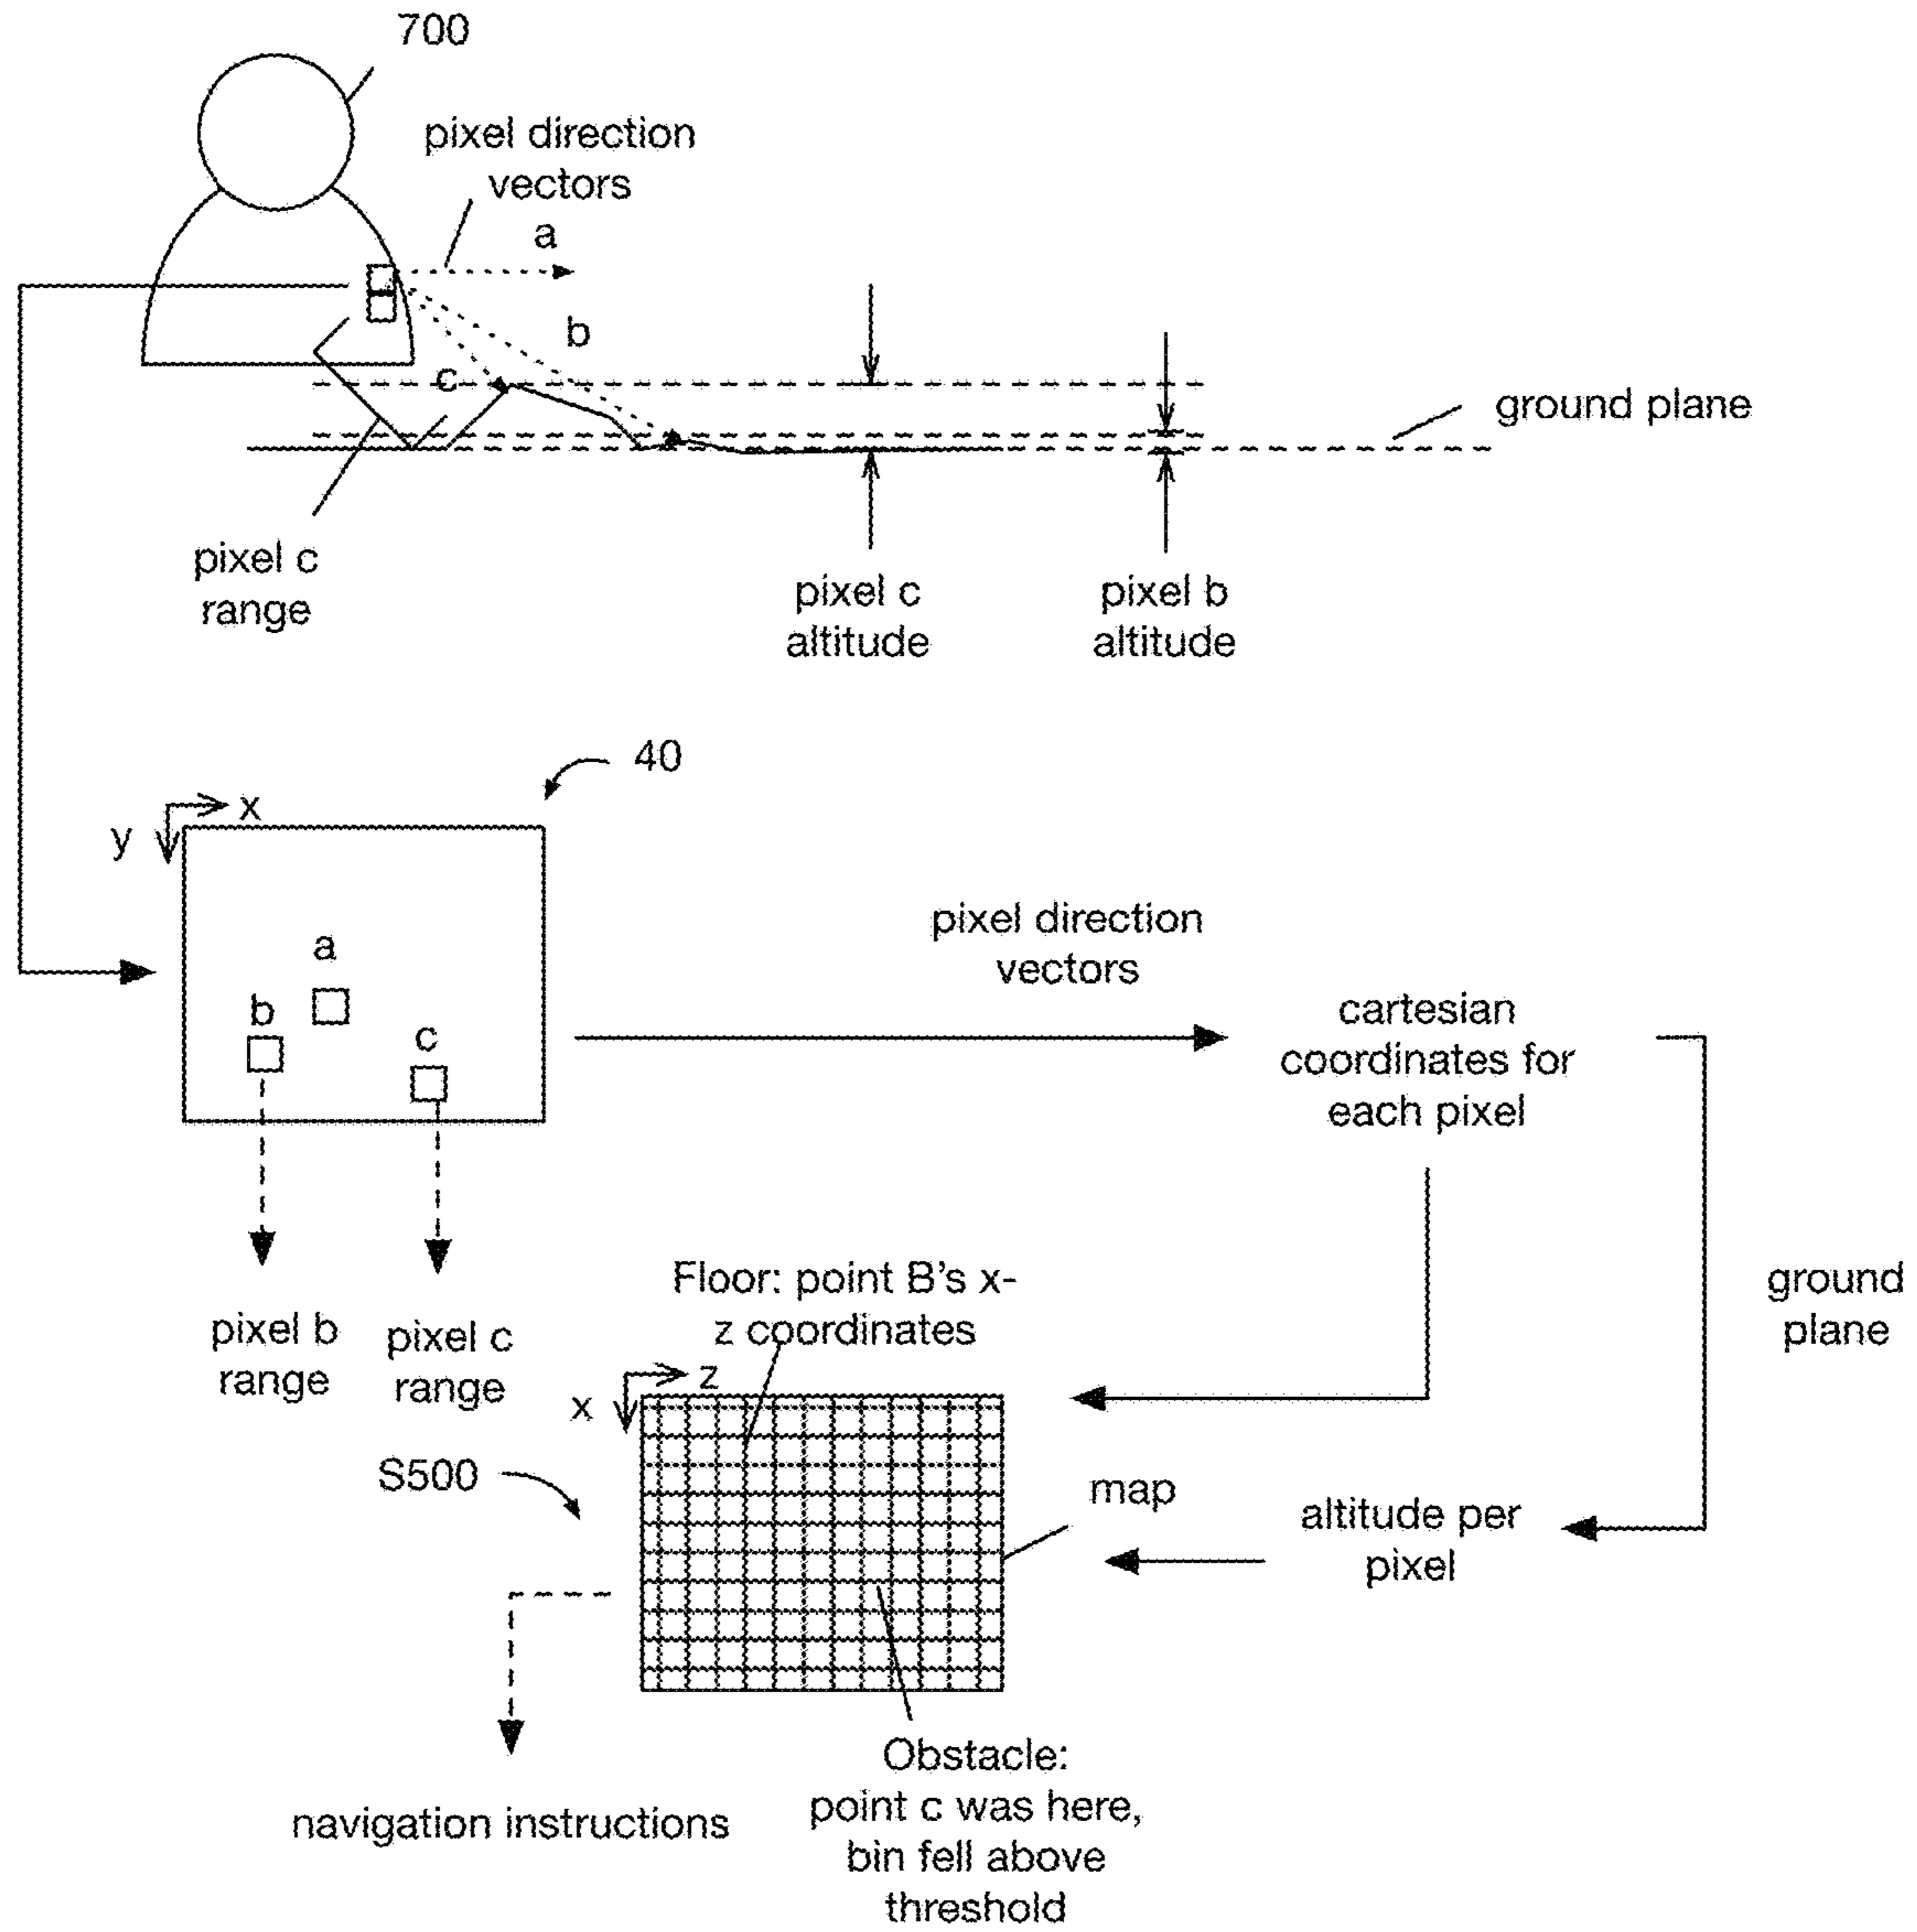 700
pixel direction
vectors
a
b
c
ground plane
pixel c
range
pixel c
altitude
pixel b
altitude
40
x
y
a
b
c
pixel direction
vectors
cartesian
coordinates for
each pixel
pixel b
range
pixel c
range
Floor: point B's x-
z coordinates
ground
plane
z
x
S500
map
altitude per
pixel
navigation instructions
Obstacle:
point c was here,
bin fell above
threshold